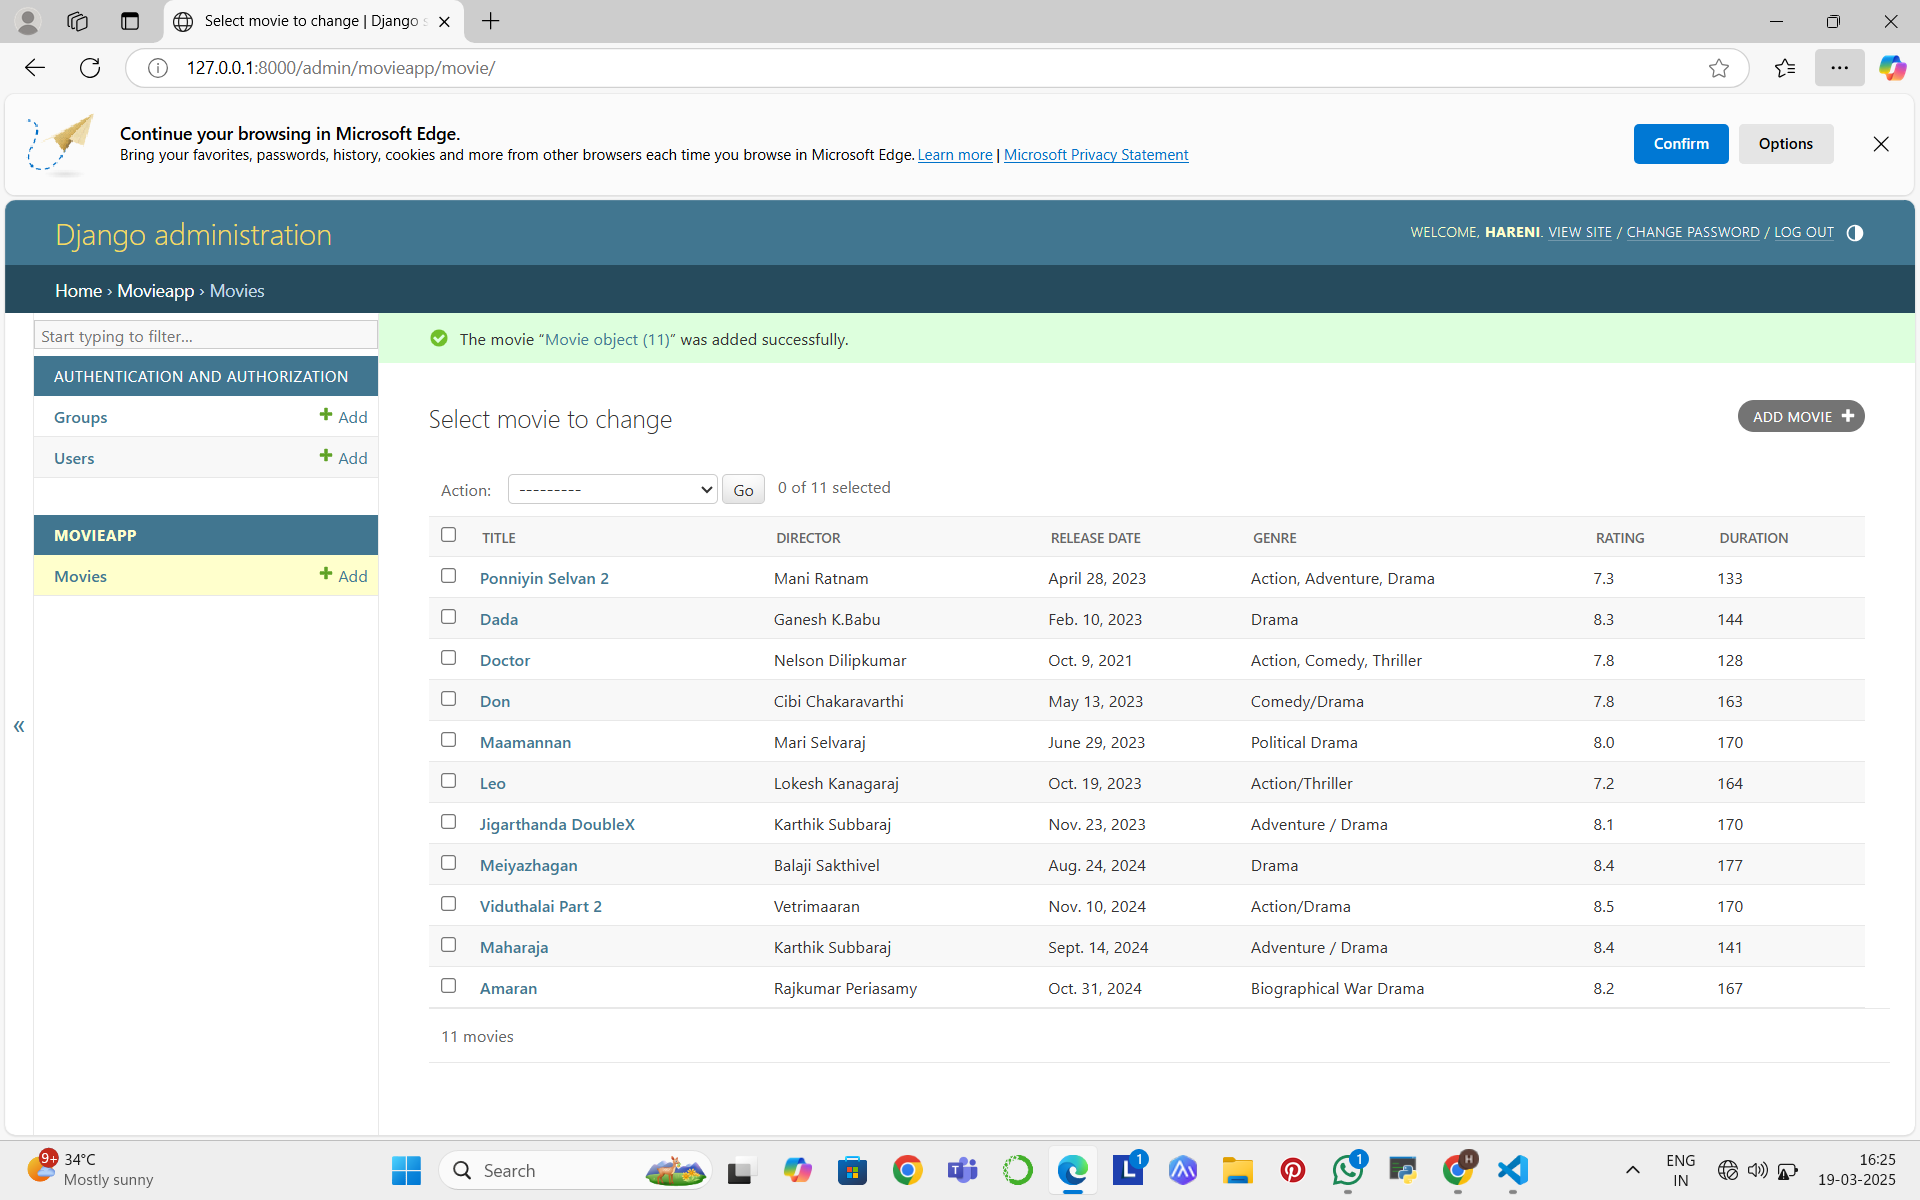 Select movie to change | Django s
127.0.0.1:8000/admin/movieapp/movie/
Continue your browsing in Microsoft Edge.
Bring your favorites, passwords, history, cookies and more from other browsers each time you browse in Microsoft Edge. Learn more | Microsoft Privacy Statement
Confirm
Options
Django administration
WELCOME, HARENI. VIEW SITE / CHANGE PASSWORD / LOG OUT
Home › Movieapp › Movies
Start typing to filter...
AUTHENTICATION AND AUTHORIZATION
Groups + Add
Users + Add
MOVIEAPP
Movies + Add
«
The movie “Movie object (11)” was added successfully.
Select movie to change
ADD MOVIE +
Action: --------- Go 0 of 11 selected
TITLE DIRECTOR RELEASE DATE GENRE RATING DURATION
Ponniyin Selvan 2 Mani Ratnam April 28, 2023 Action, Adventure, Drama 7.3 133
Dada Ganesh K.Babu Feb. 10, 2023 Drama 8.3 144
Doctor Nelson Dilipkumar Oct. 9, 2021 Action, Comedy, Thriller 7.8 128
Don Cibi Chakaravarthi May 13, 2023 Comedy/Drama 7.8 163
Maamannan Mari Selvaraj June 29, 2023 Political Drama 8.0 170
Leo Lokesh Kanagaraj Oct. 19, 2023 Action/Thriller 7.2 164
Jigarthanda DoubleX Karthik Subbaraj Nov. 23, 2023 Adventure / Drama 8.1 170
Meiyazhagan Balaji Sakthivel Aug. 24, 2024 Drama 8.4 177
Viduthalai Part 2 Vetrimaaran Nov. 10, 2024 Action/Drama 8.5 170
Maharaja Karthik Subbaraj Sept. 14, 2024 Adventure / Drama 8.4 141
Amaran Rajkumar Periasamy Oct. 31, 2024 Biographical War Drama 8.2 167
11 movies
9+
34°C
Mostly sunny
Search
L 1
1
H
ENG
IN
16:25
19-03-2025